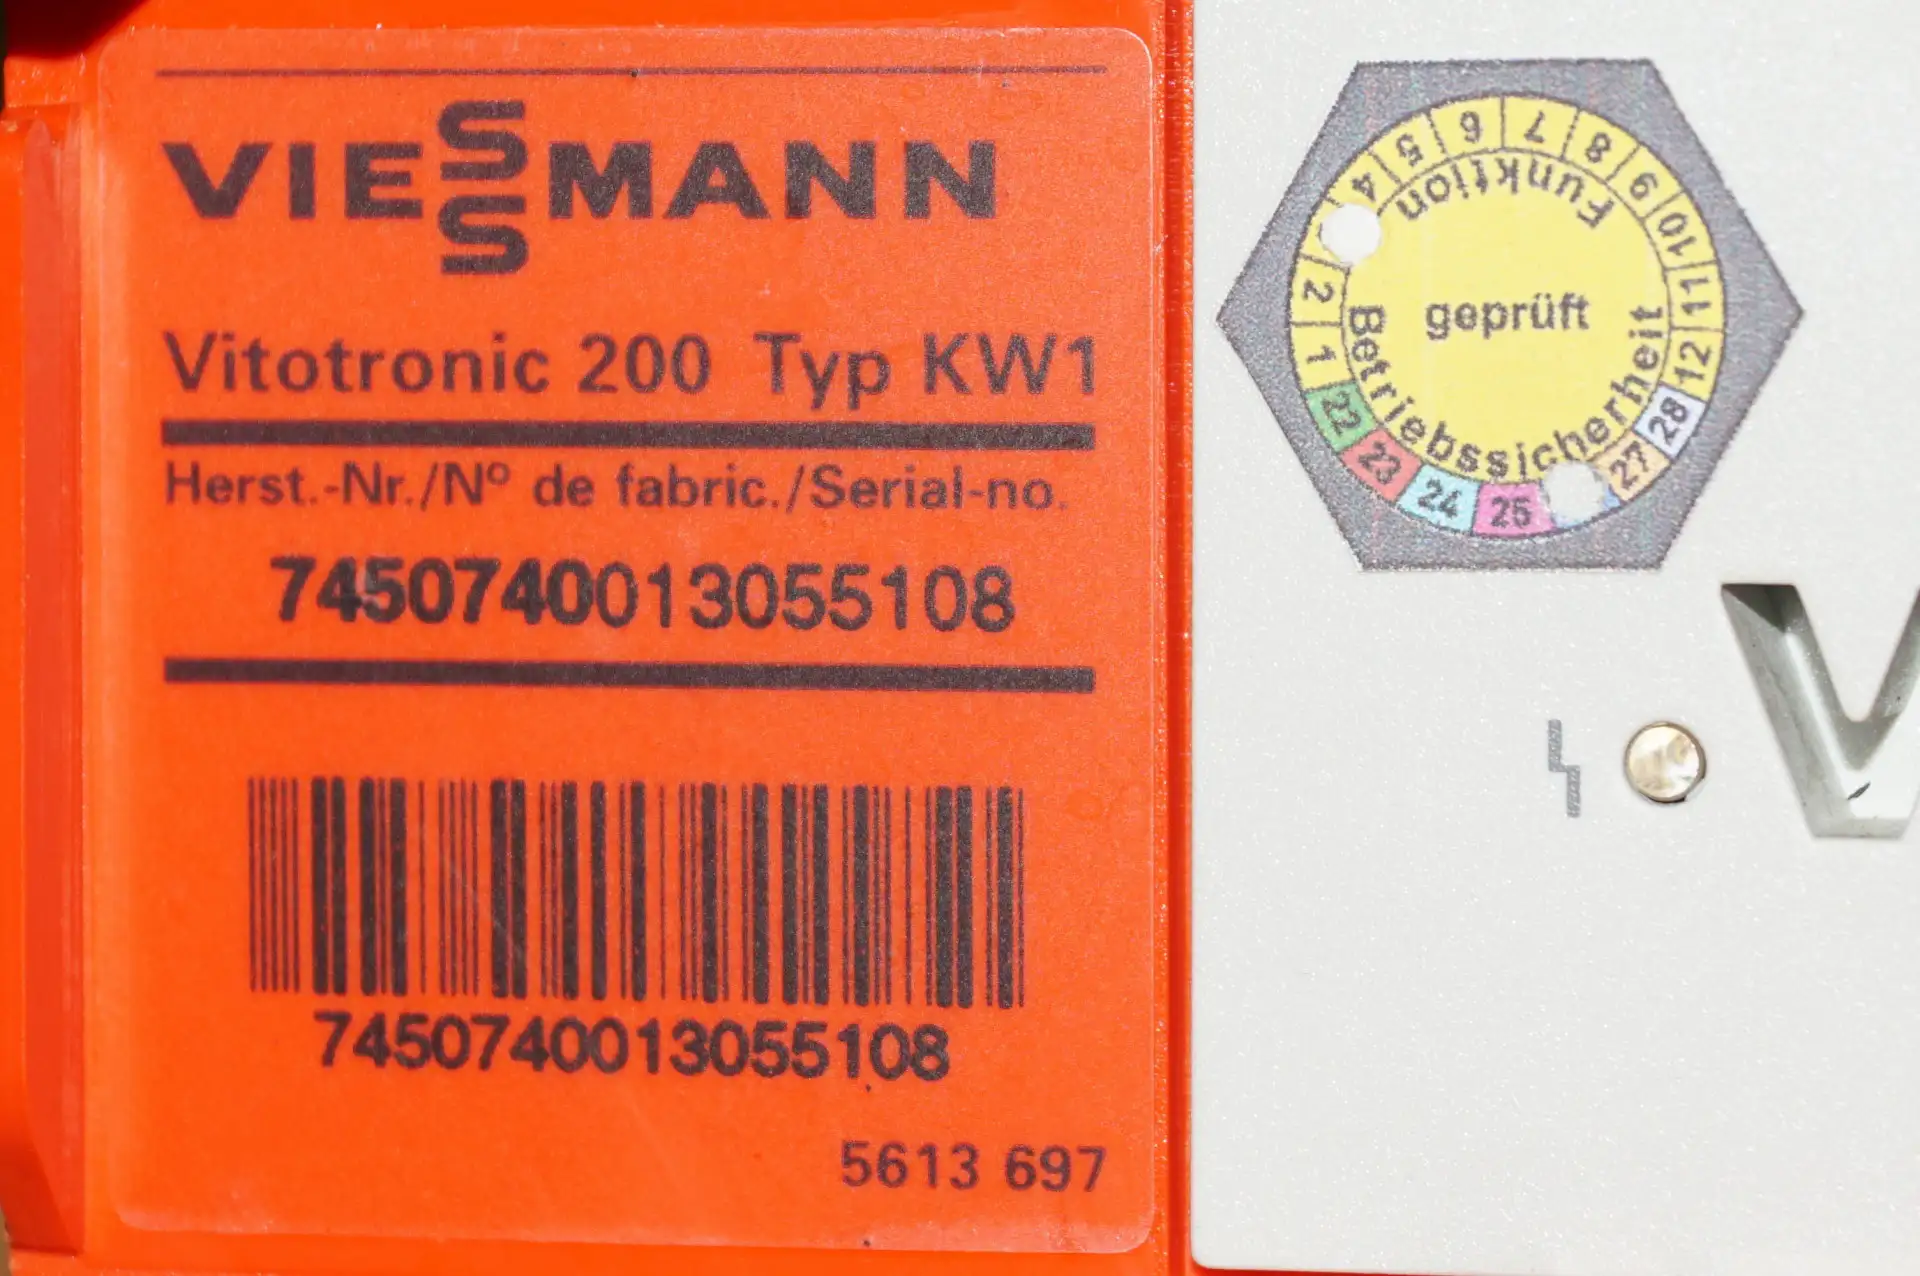 VIESSMANN
Vitotronic 200 Typ KW1
Herst.-Nr./Nº de fabric./Serial-no.
7450740013055108
7450740013055108
5613 697
1 2 4 5 6 7 8 9 10 11 12
Funktion
geprüft
Betriebssicherheit
22 23 24 25 27 28
V